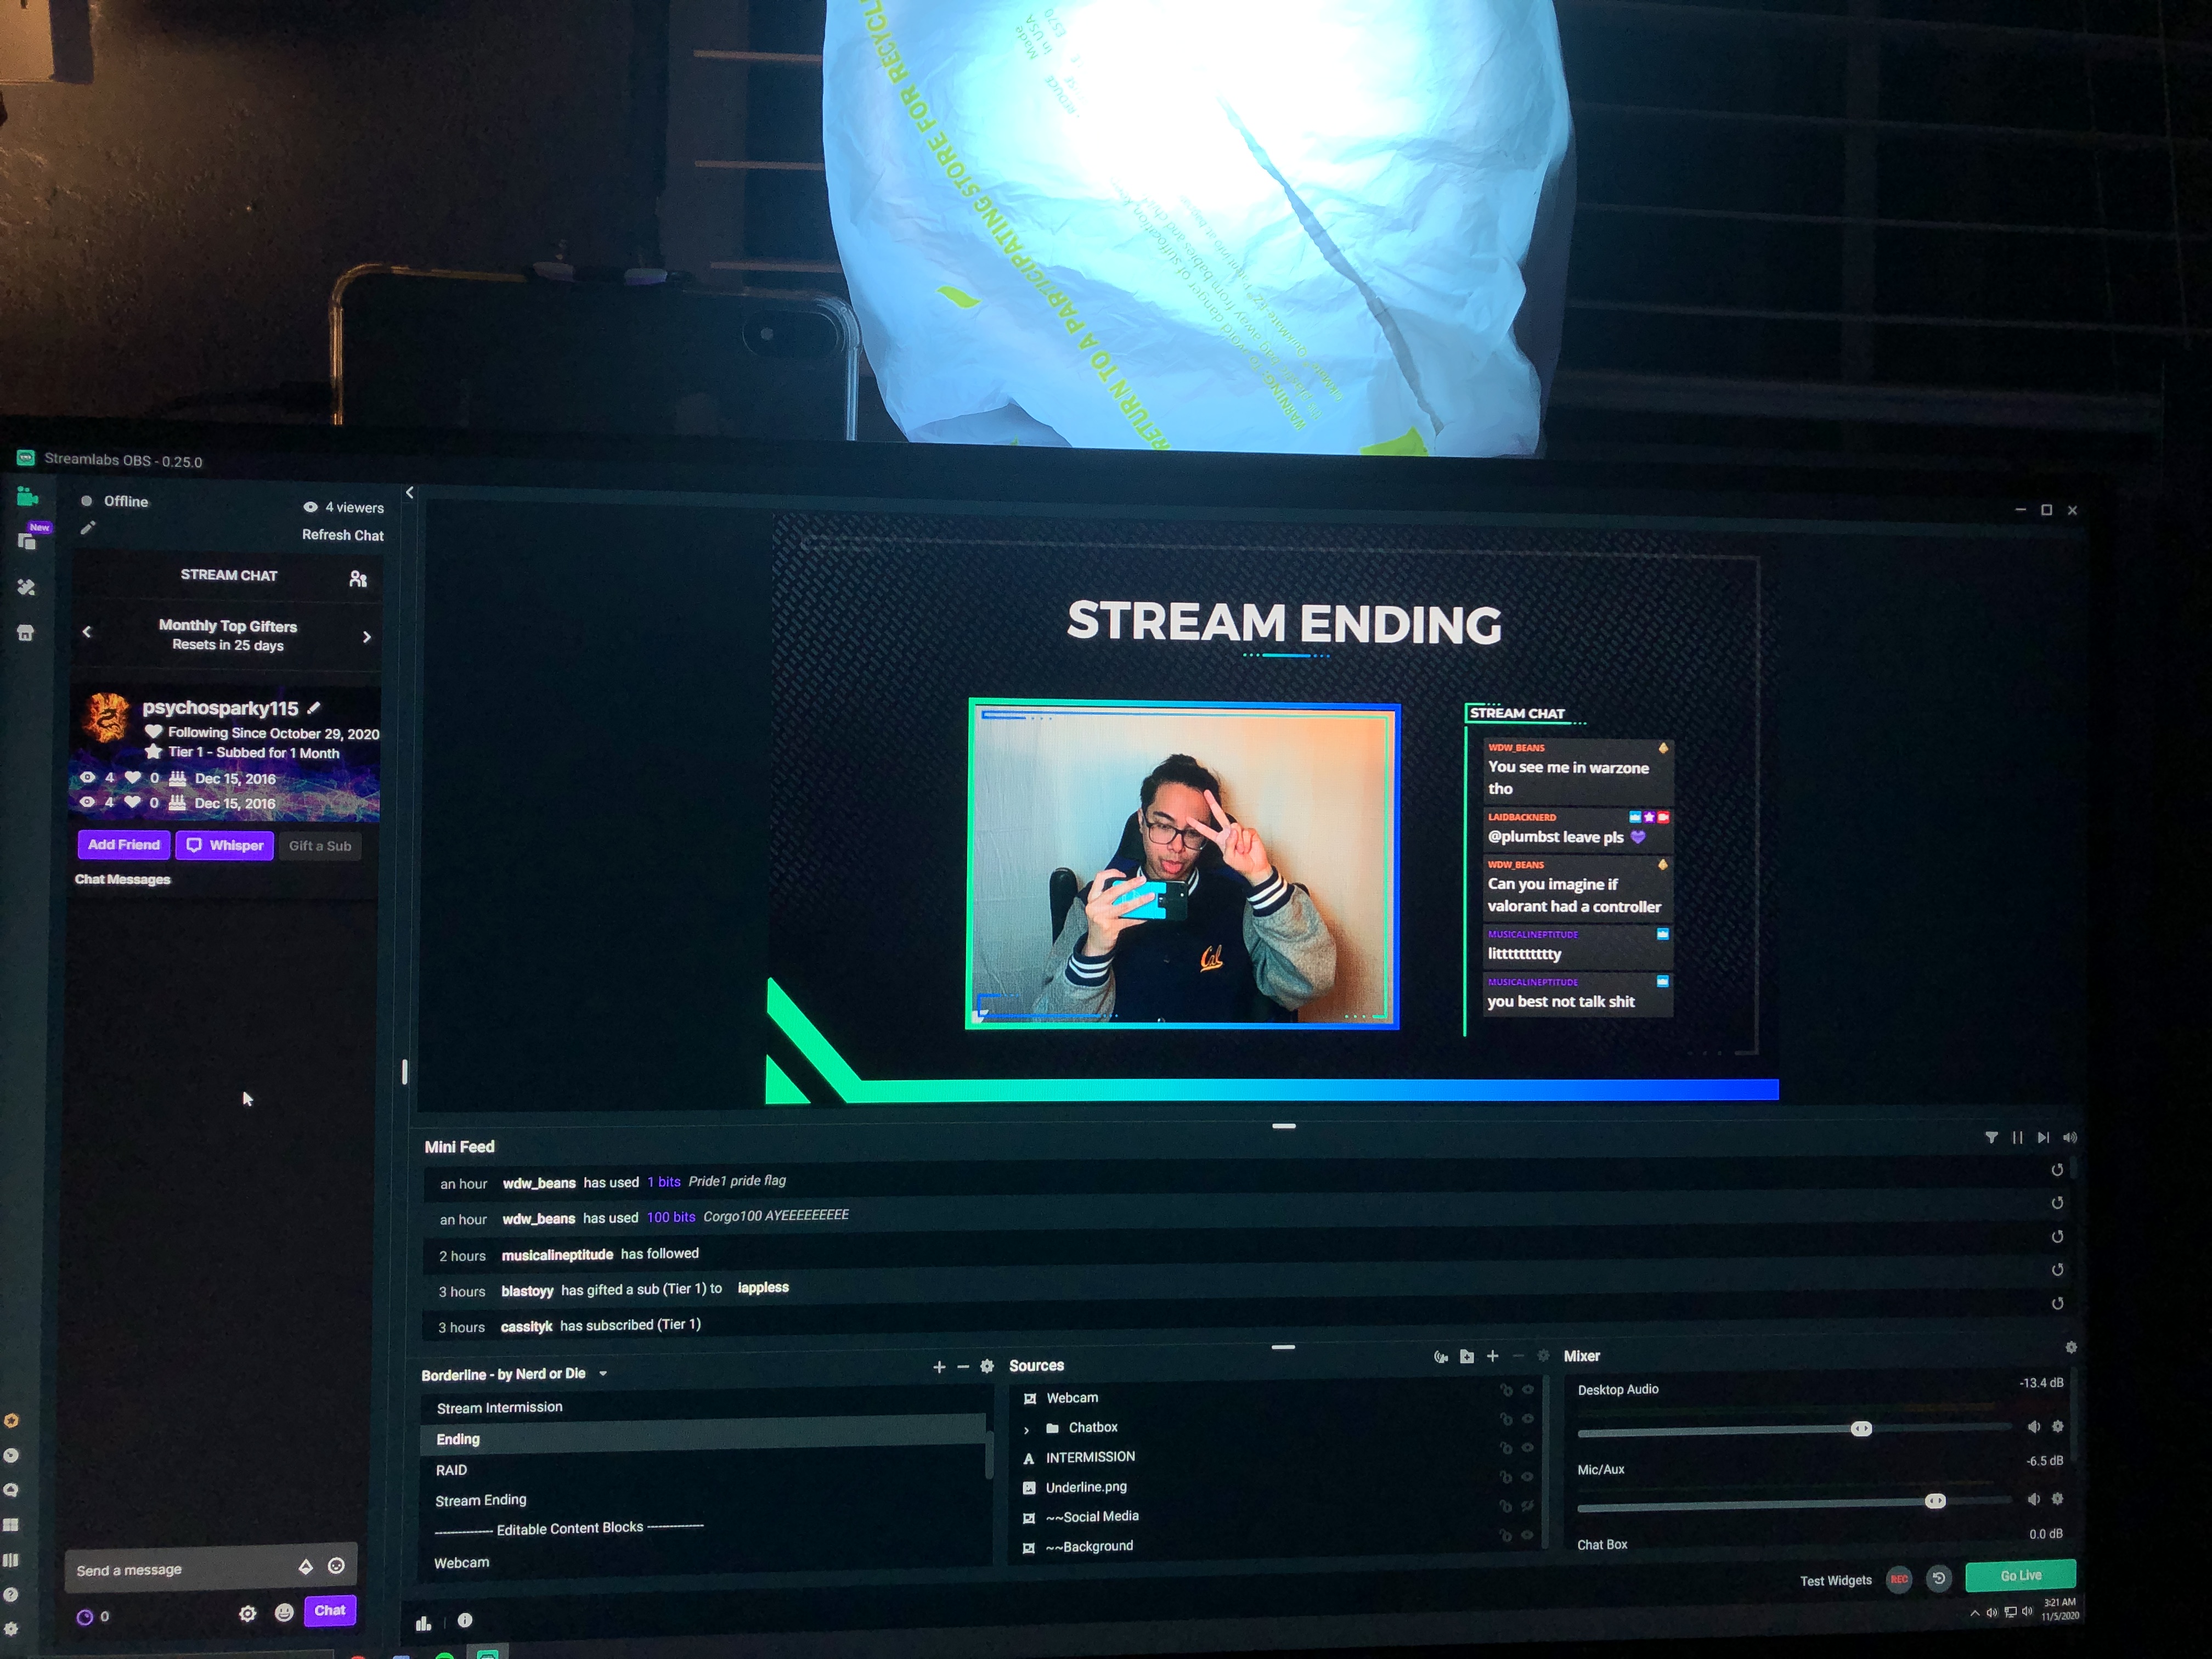 RETURN TO A PARTICIPATING STORE FOR RECYCL
Made
in USA
Streamlabs OBS - 0.25.0
Offline
4 viewers
Refresh Chat
New
STREAM CHAT
Monthly Top Gifters
Resets in 25 days
psychosparky115
Following Since October 29, 2020
Tier 1 - Subbed for 1 Month
4 0 Dec 15, 2016
4 0 Dec 15, 2016
Add Friend
Whisper
Gift a Sub
Chat Messages
Send a message
0
Chat
STREAM ENDING
Cal
STREAM CHAT
WDW_BEANS
You see me in warzone
tho
LAIDBACKNERD
@plumbst leave pls
WDW_BEANS
Can you imagine if
valorant had a controller
MUSICALINEPTITUDE
litttttttttty
MUSICALINEPTITUDE
you best not talk shit
Mini Feed
an hour wdw_beans has used 1 bits Pride1 pride flag
an hour wdw_beans has used 100 bits Corgo100 AYEEEEEEEEE
2 hours musicalineptitude has followed
3 hours blastoyy has gifted a sub (Tier 1) to iappless
3 hours cassityk has subscribed (Tier 1)
Borderline - by Nerd or Die
Stream Intermission
Ending
RAID
Stream Ending
-------------- Editable Content Blocks --------------
Webcam
Sources
Webcam
Chatbox
INTERMISSION
Underline.png
~~Social Media
~~Background
Mixer
Desktop Audio
-13.4 dB
Mic/Aux
-6.5 dB
Chat Box
0.0 dB
Test Widgets
REC
Go Live
3:21 AM
11/5/2020